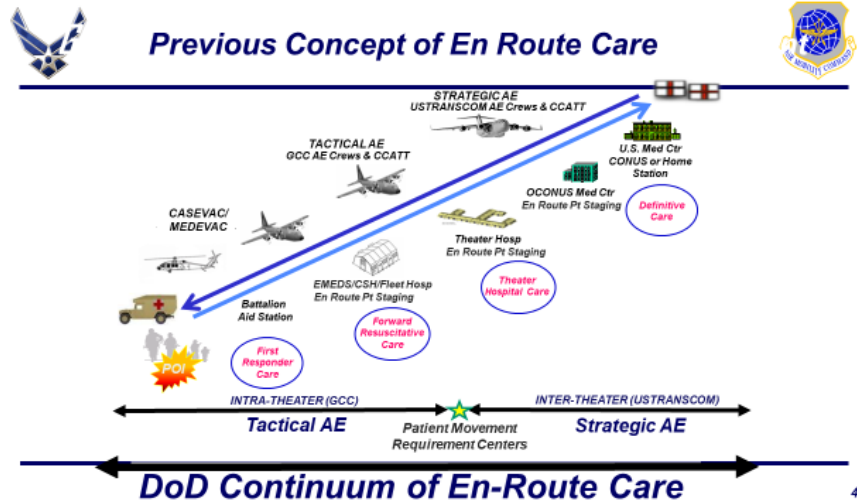 Previous Concept of En Route Care
AIR MOBILITY COMMAND
STRATEGIC AE
USTRANSCOM AE Crews & CCATT
TACTICAL AE
GCC AE Crews & CCATT
U.S. Med Ctr
CONUS or Home
Station
OCONUS Med Ctr
En Route Pt Staging
Definitive
Care
CASEVAC/
MEDEVAC
Theater Hosp
En Route Pt Staging
Theater
Hospital Care
EMEDS/CSH/Fleet Hosp
En Route Pt Staging
Battalion
Aid Station
Forward
Resuscitative
Care
First
Responder
Care
POI
INTRA-THEATER (GCC)
INTER-THEATER (USTRANSCOM)
Tactical AE
Patient Movement
Requirement Centers
Strategic AE
DoD Continuum of En-Route Care
4